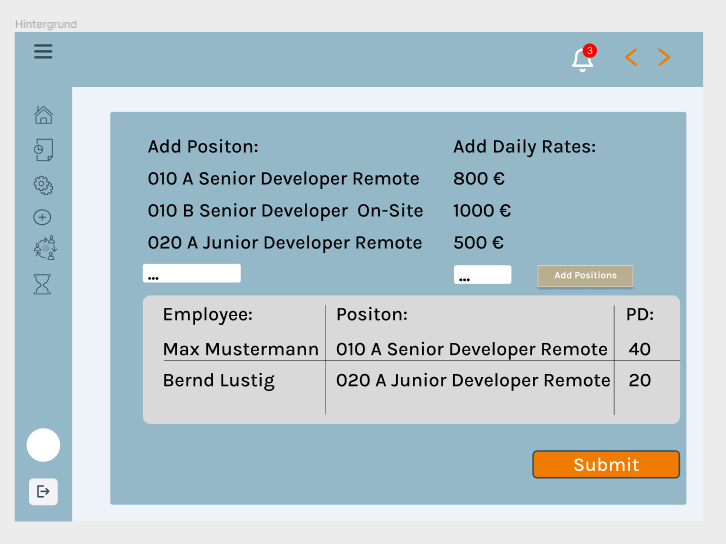 Hintergrund
3
Add Positon: Add Daily Rates:
010 A Senior Developer Remote 800 €
010 B Senior Developer On-Site 1000 €
020 A Junior Developer Remote 500 €
... ... Add Positions
Employee: Positon: PD:
Max Mustermann 010 A Senior Developer Remote 40
Bernd Lustig 020 A Junior Developer Remote 20
Submit